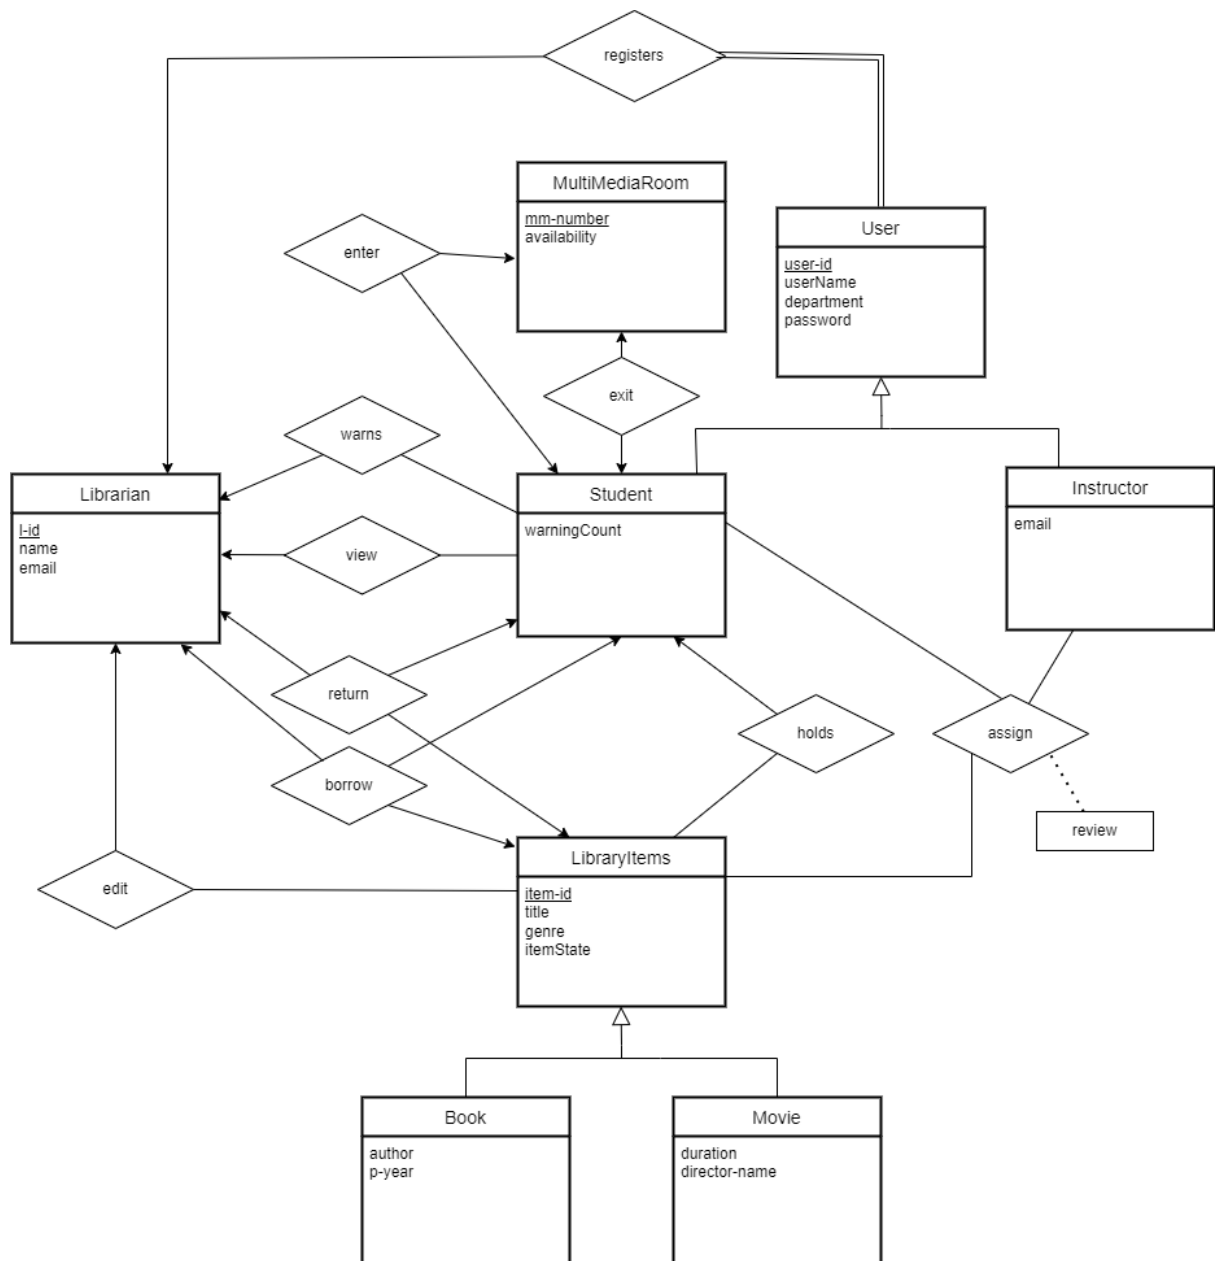 registers
MultiMediaRoom
mm-number
availability
enter
User
user-id
userName
department
password
exit
warns
Librarian
l-id
name
email
Student
warningCount
Instructor
email
view
return
holds
assign
borrow
review
LibraryItems
item-id
title
genre
itemState
edit
Book
author
p-year
Movie
duration
director-name